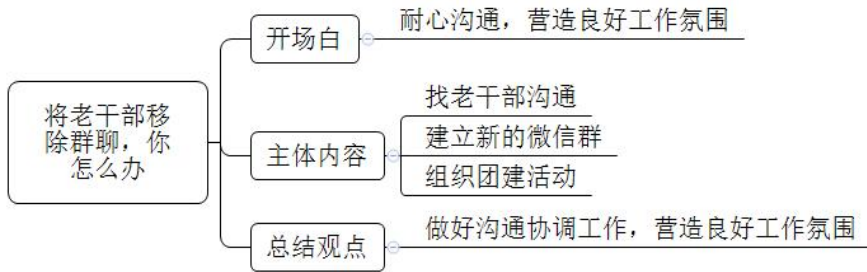 将老干部移
除群聊，你
怎么办
开场白
耐心沟通，营造良好工作氛围
主体内容
找老干部沟通
建立新的微信群
组织团建活动
总结观点
做好沟通协调工作，营造良好工作氛围